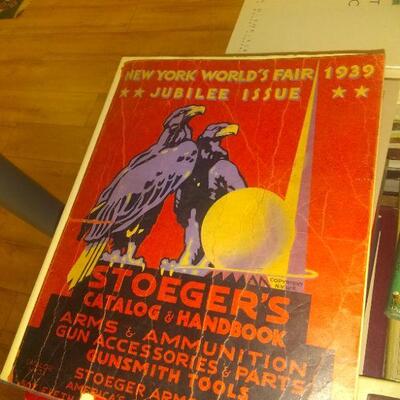 NEW YORK WORLD'S FAIR 1939
★★ JUBILEE ISSUE ★★
COPYRIGHT
STOEGER'S
CATALOG & HANDBOOK
ARMS & AMMUNITION
GUN ACCESSORIES & PARTS
GUNSMITH TOOLS
STOEGER ARMS
AMERICA'S